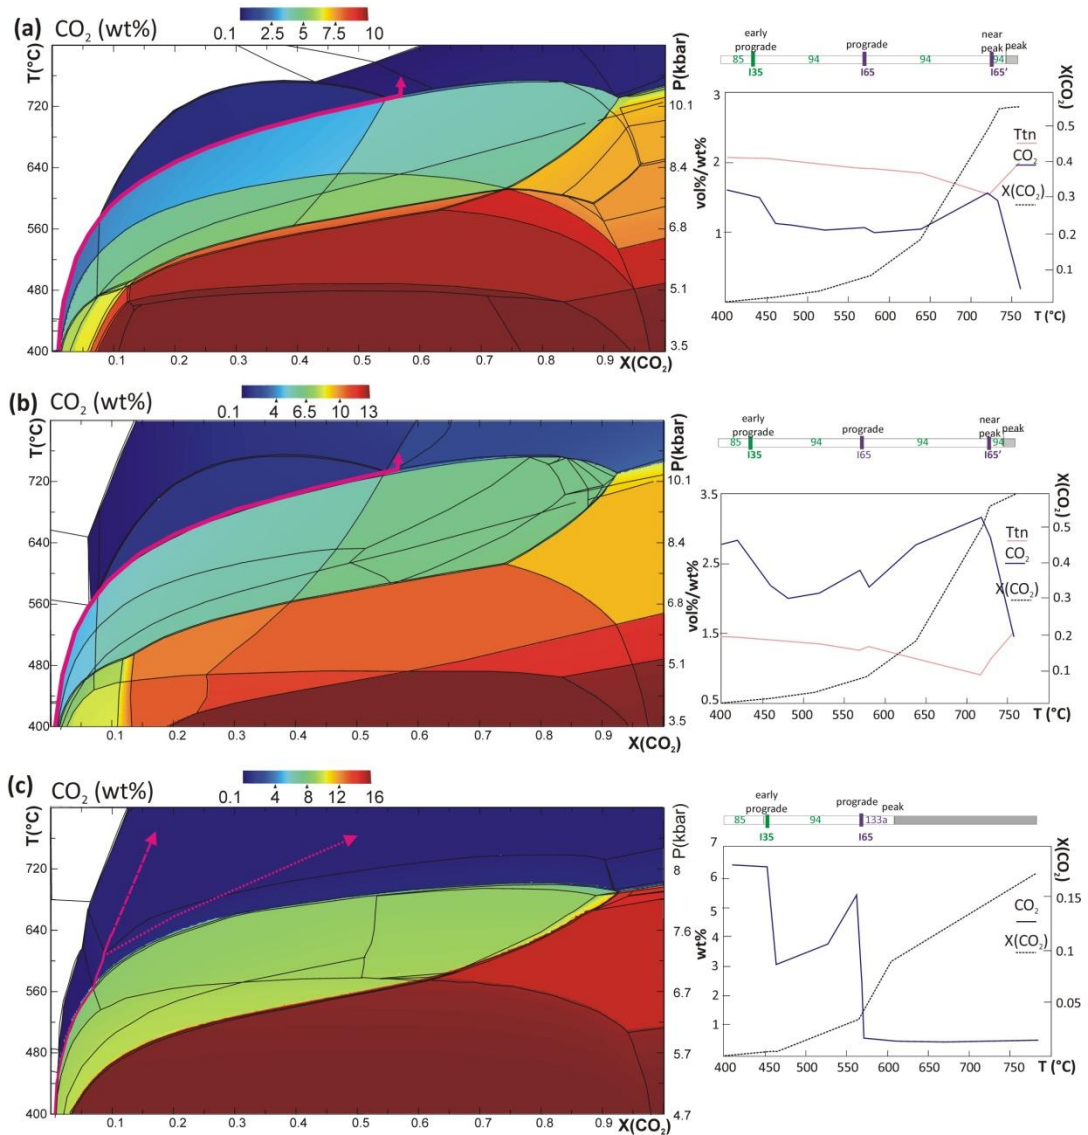 (a) CO₂ (wt%)
0.1 2.5 5 7.5 10
T(°C)
720
640
560
480
400
0.1 0.2 0.3 0.4 0.5 0.6 0.7 0.8 0.9
X(CO₂)
P(kbar)
10.1
8.4
6.8
5.1
3.5
early prograde
prograde
near peak
peak
85 94 94 94
I35 I65 I65'
vol%/wt%
3
2
1
Ttn
CO₂
X(CO₂)
X(CO₂)
0.5
0.4
0.3
0.2
0.1
400 450 500 550 600 650 700 750
T (°C)
(b) CO₂ (wt%)
0.1 4 6.5 10 13
T(°C)
720
640
560
480
400
0.1 0.2 0.3 0.4 0.5 0.6 0.7 0.8 0.9
X(CO₂)
P(kbar)
10.1
8.4
6.8
5.1
3.5
early prograde
prograde
near peak
peak
85 94 94 94
I35 I65 I65'
vol%/wt%
3.5
2.5
1.5
0.5
Ttn
CO₂
X(CO₂)
X(CO₂)
0.5
0.4
0.3
0.2
0.1
400 450 500 550 600 650 700 750
T (°C)
(c) CO₂ (wt%)
0.1 4 8 12 16
T(°C)
720
640
560
480
400
0.1 0.2 0.3 0.4 0.5 0.6 0.7 0.8 0.9
X(CO₂)
P(kbar)
8
7.6
6.7
5.7
4.7
early prograde
prograde
peak
85 94 133a
I35 I65
wt%
7
6
5
4
3
2
1
CO₂
X(CO₂)
X(CO₂)
0.15
0.10
0.05
400 450 500 550 600 650 700 750
T (°C)